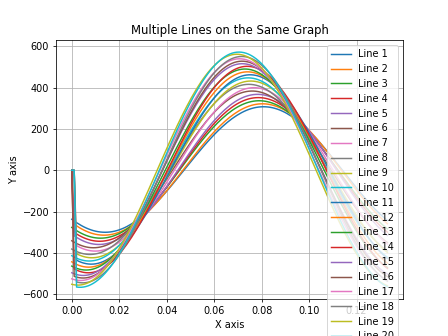 Multiple Lines on the Same Graph
600
400
200
0
−200
−400
−600
Y axis
0.00
0.02
0.04
0.06
0.08
0.10
X axis
Line 1
Line 2
Line 3
Line 4
Line 5
Line 6
Line 7
Line 8
Line 9
Line 10
Line 11
Line 12
Line 13
Line 14
Line 15
Line 16
Line 17
Line 18
Line 19
Line 20